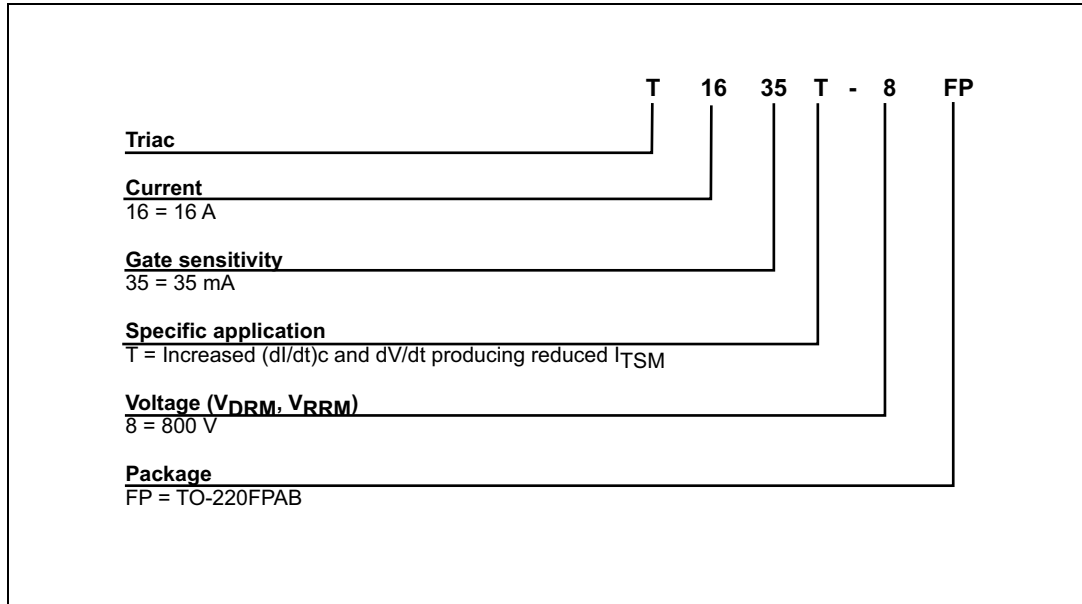 T 16 35 T - 8 FP
Triac
Current
16 = 16 A
Gate sensitivity
35 = 35 mA
Specific application
T = Increased (dI/dt)c and dV/dt producing reduced ITSM
Voltage (VDRM, VRRM)
8 = 800 V
Package
FP = TO-220FPAB